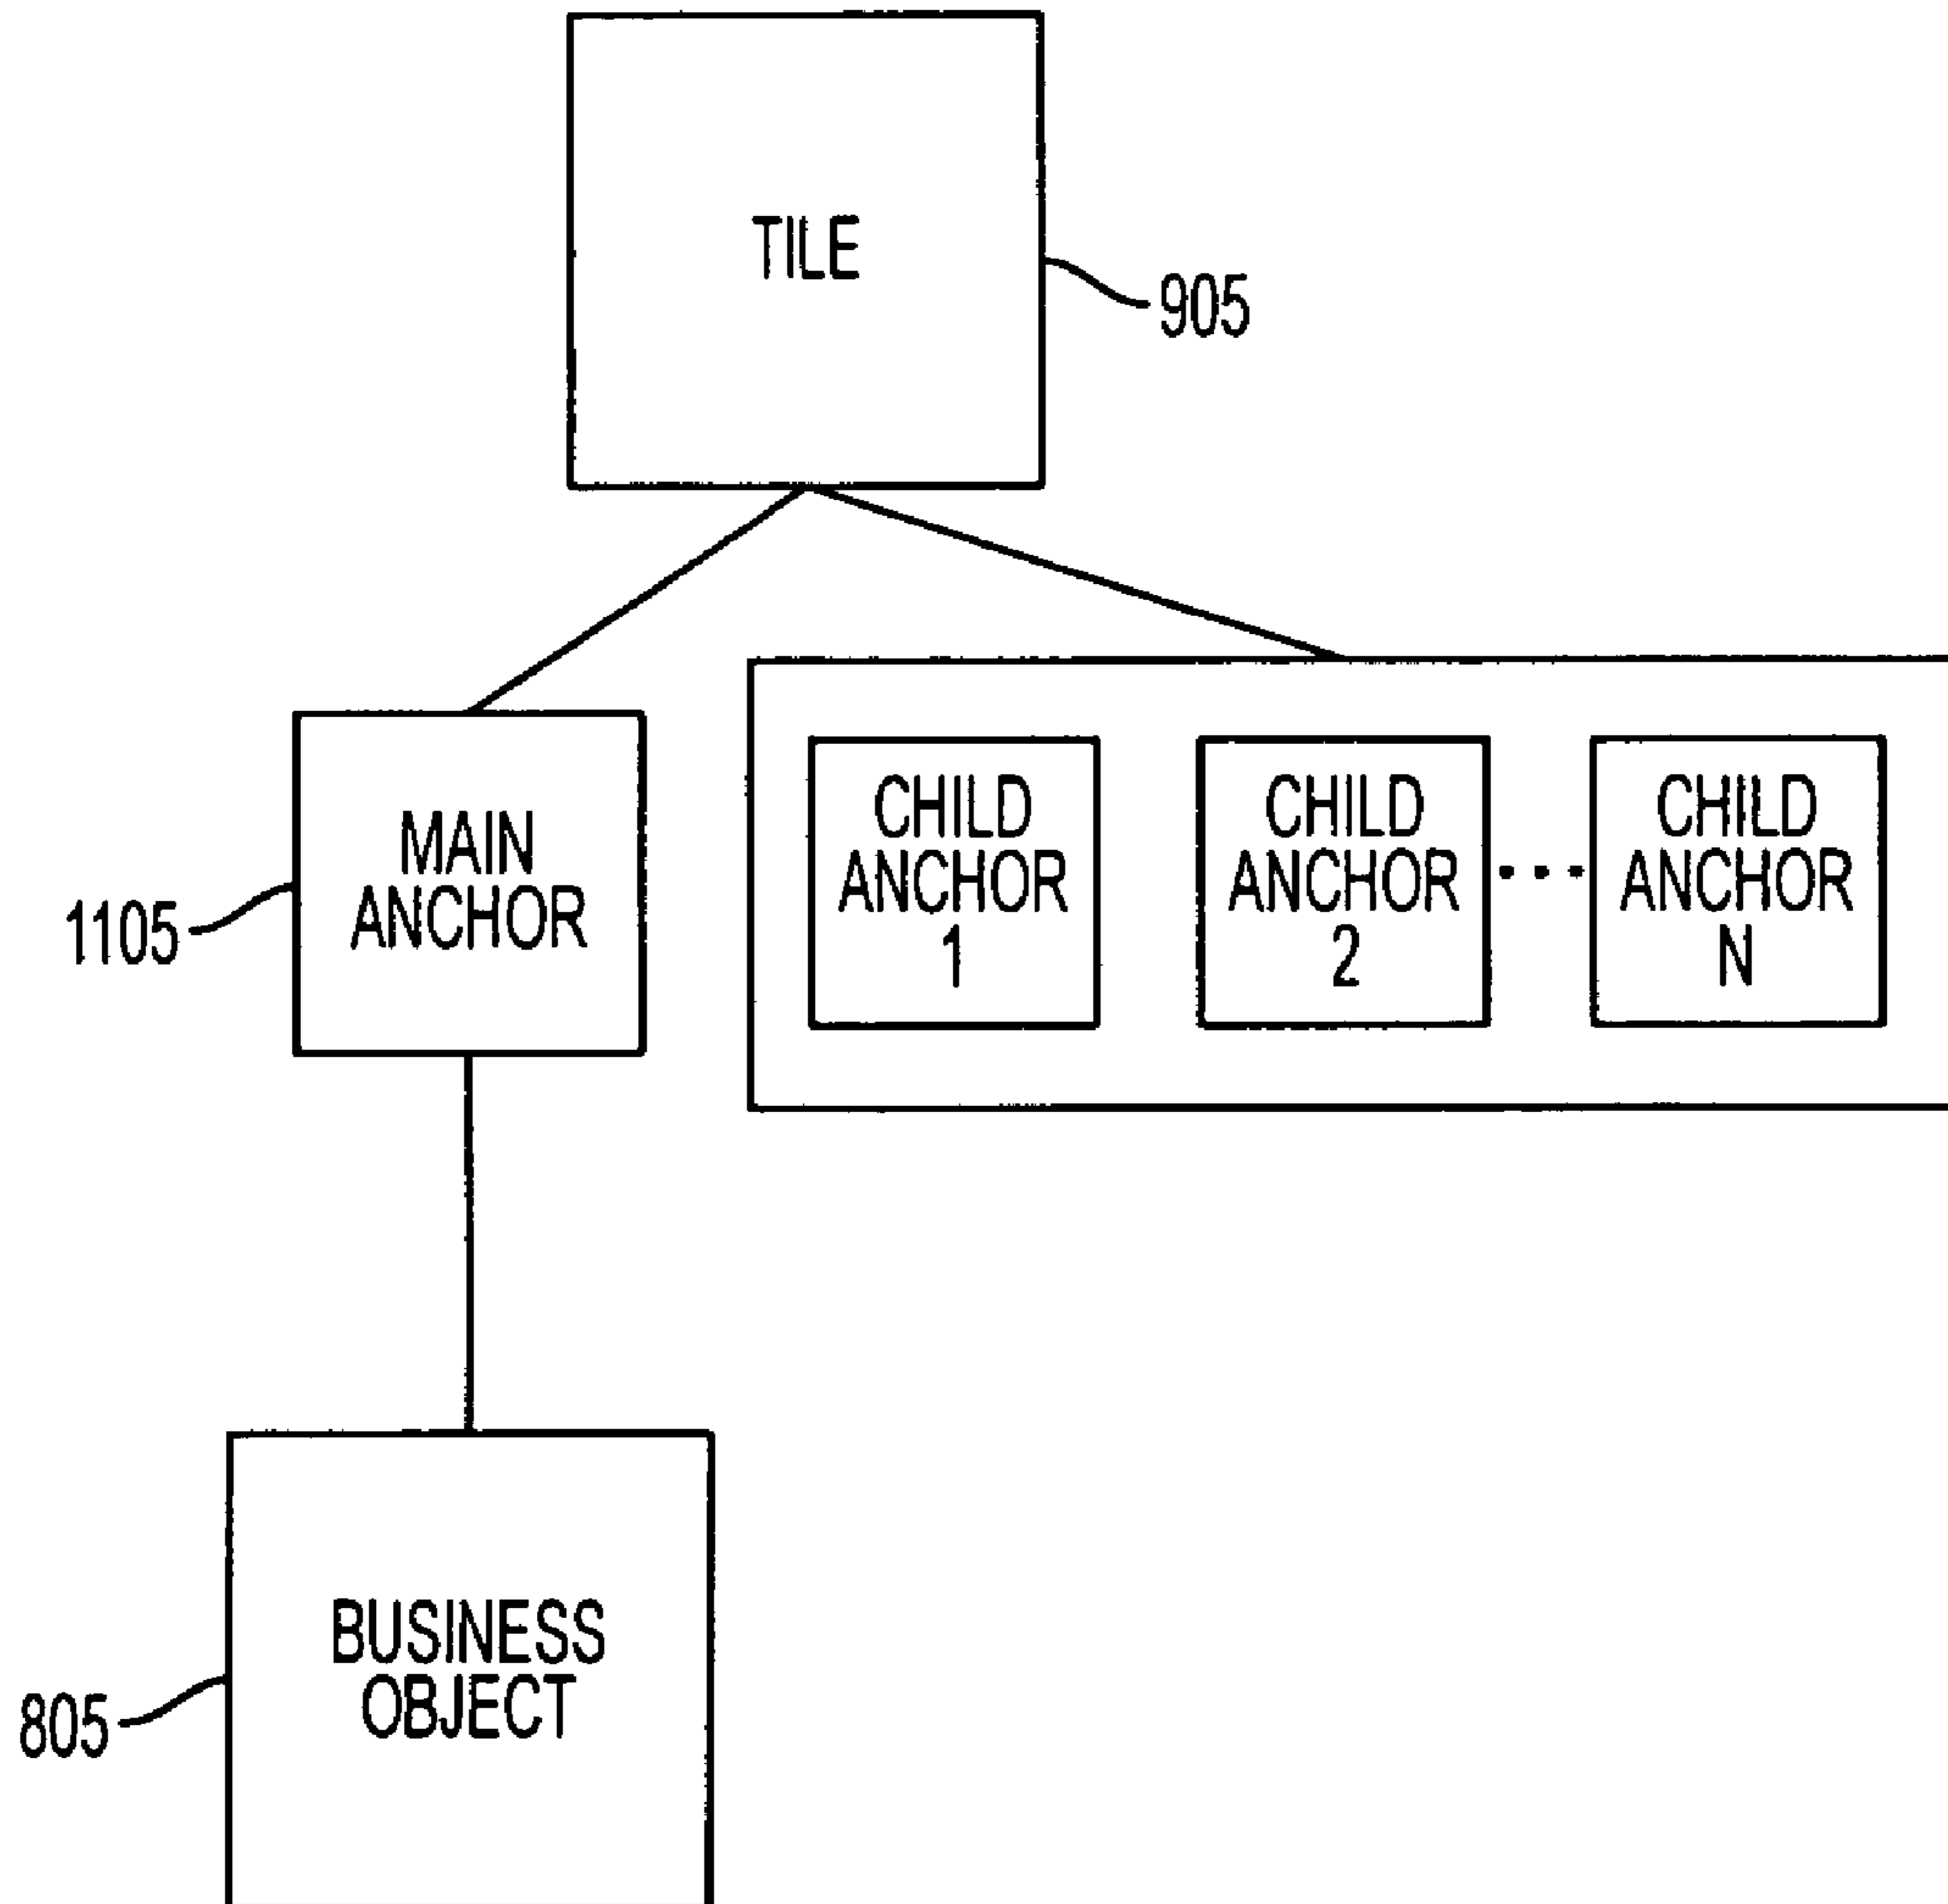 TILE
905
MAIN
ANCHOR
1105
CHILD
ANCHOR
1
CHILD
ANCHOR
2
...
CHILD
ANCHOR
N
BUSINESS
OBJECT
805